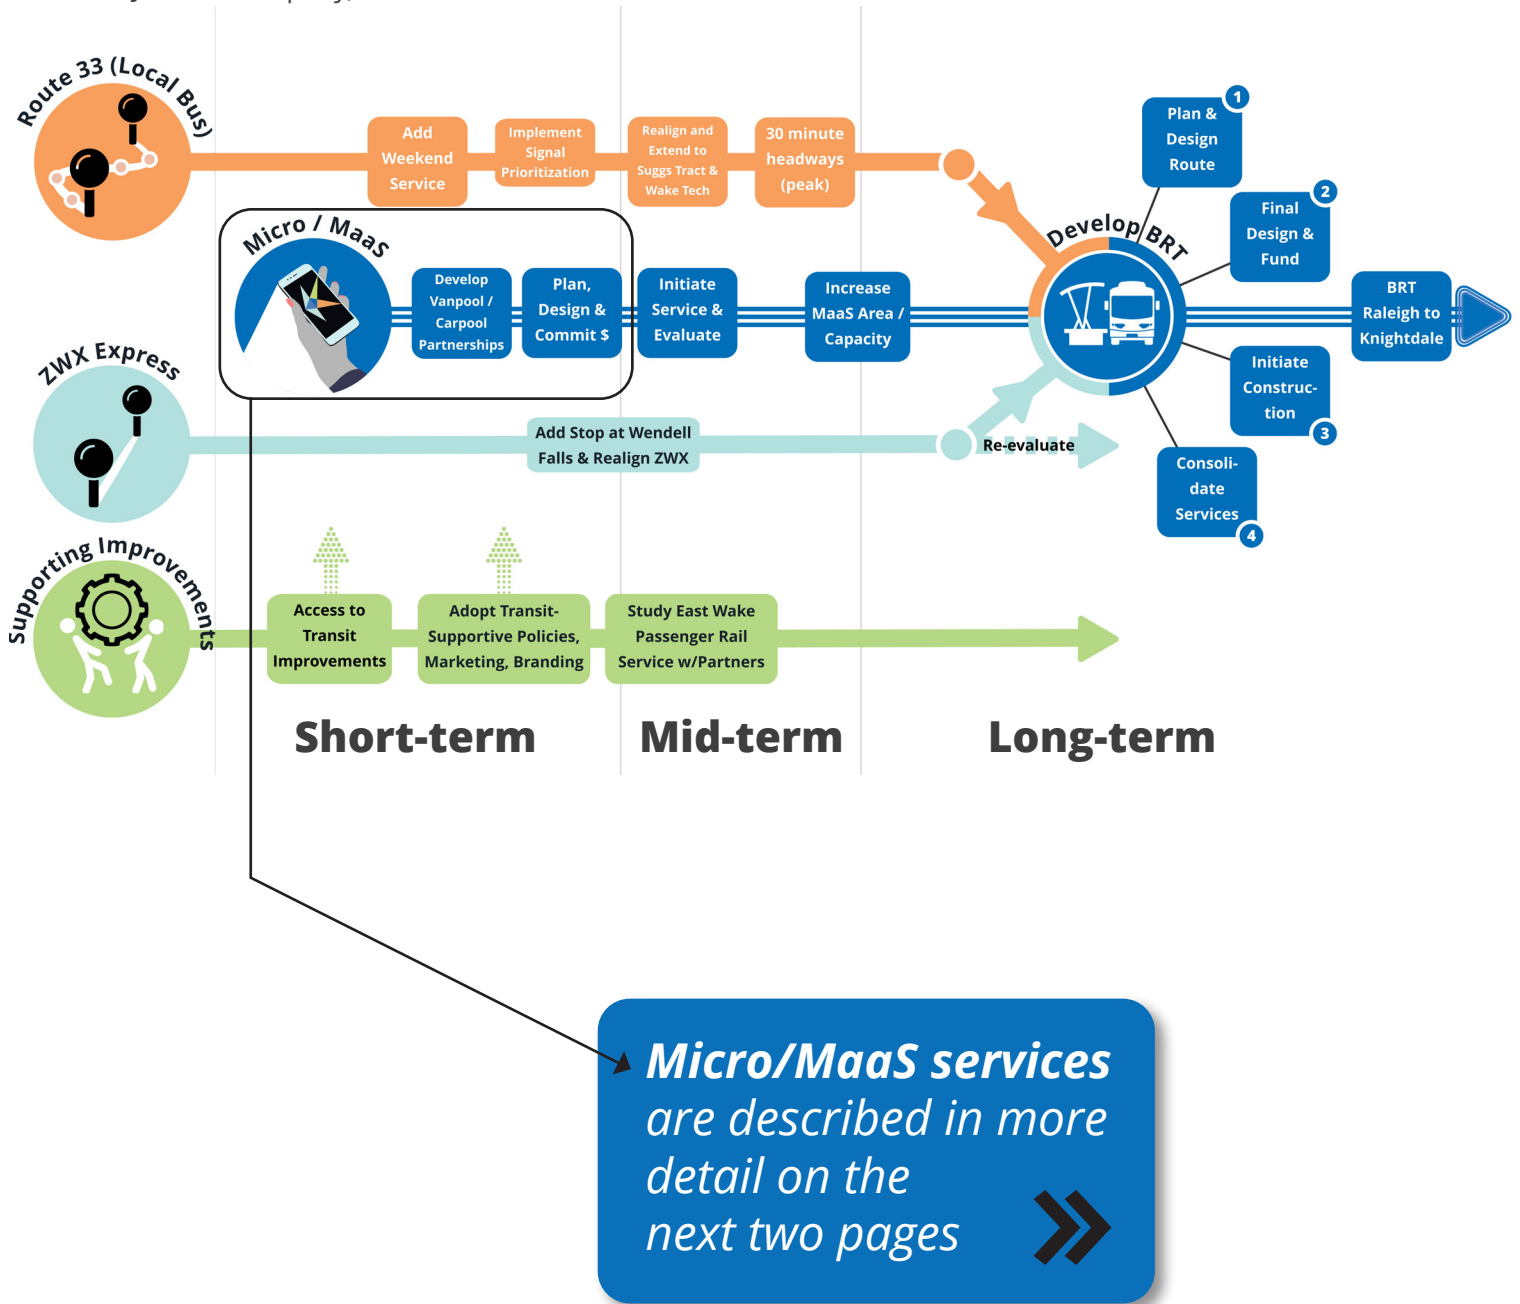 Route 33 (Local Bus)
Add
Weekend
Service
Implement
Signal
Prioritization
Realign and
Extend to
Suggs Tract &
Wake Tech
30 minute
headways
(peak)
Micro / MaaS
Develop
Vanpool /
Carpool
Partnerships
Plan,
Design &
Commit $
Initiate
Service &
Evaluate
Increase
MaaS Area /
Capacity
Develop BRT
1
Plan &
Design
Route
2
Final
Design &
Fund
Initiate
Construc-
tion
3
Consoli-
date
Services
4
BRT
Raleigh to
Knightdale
ZWX Express
Add Stop at Wendell
Falls & Realign ZWX
Re-evaluate
Supporting Improvements
Access to
Transit
Improvements
Adopt Transit-
Supportive Policies,
Marketing, Branding
Study East Wake
Passenger Rail
Service w/Partners
Short-term
Mid-term
Long-term
Micro/MaaS services
are described in more
detail on the
next two pages